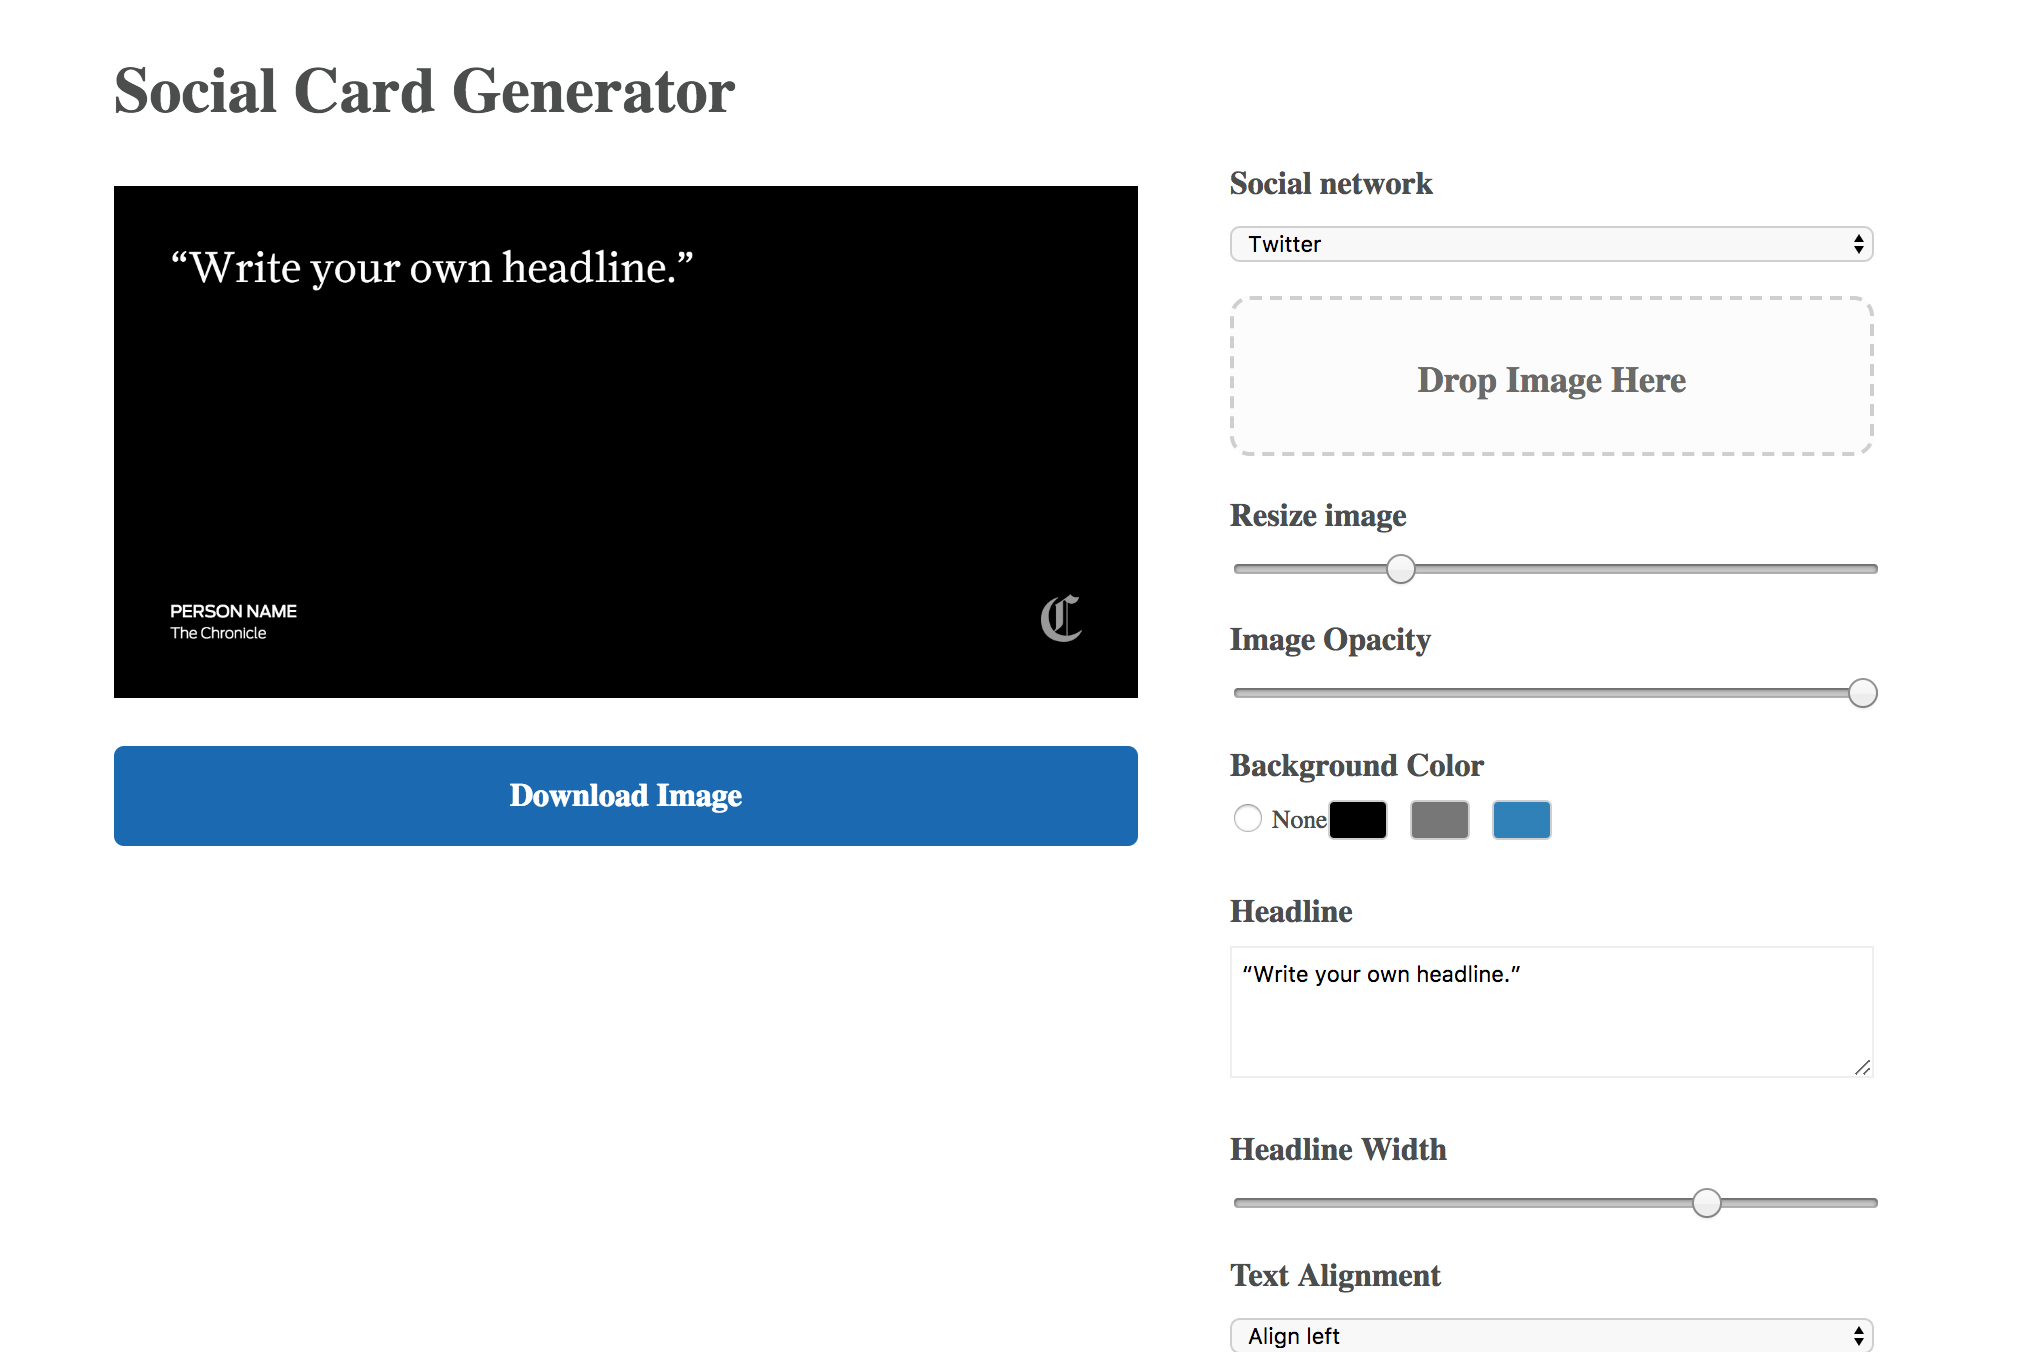 Social Card Generator
“Write your own headline.”
PERSON NAME
The Chronicle
C
Download Image
Social network
Twitter
Drop Image Here
Resize image
Image Opacity
Background Color
None
Headline
“Write your own headline.”
Headline Width
Text Alignment
Align left